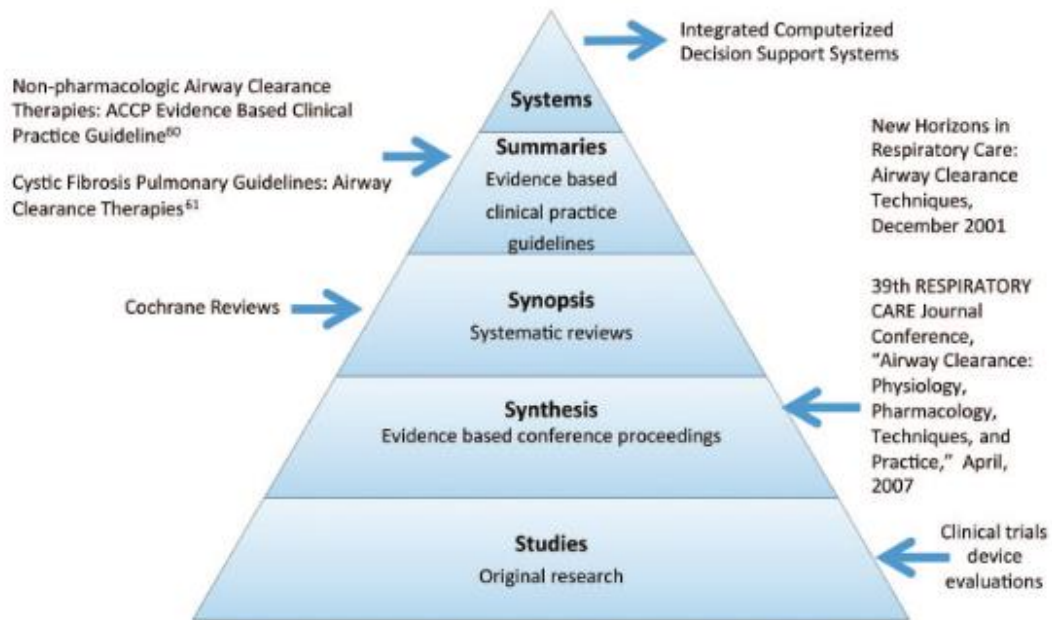 Integrated Computerized
Decision Support Systems
Non-pharmacologic Airway Clearance
Therapies: ACCP Evidence Based Clinical
Practice Guideline60
Cystic Fibrosis Pulmonary Guidelines: Airway
Clearance Therapies61
Systems
Summaries
Evidence based
clinical practice
guidelines
New Horizons in
Respiratory Care:
Airway Clearance
Techniques,
December 2001
Cochrane Reviews
Synopsis
Systematic reviews
39th RESPIRATORY
CARE Journal
Conference,
"Airway Clearance:
Physiology,
Pharmacology,
Techniques, and
Practice," April,
2007
Synthesis
Evidence based conference proceedings
Studies
Original research
Clinical trials
device
evaluations